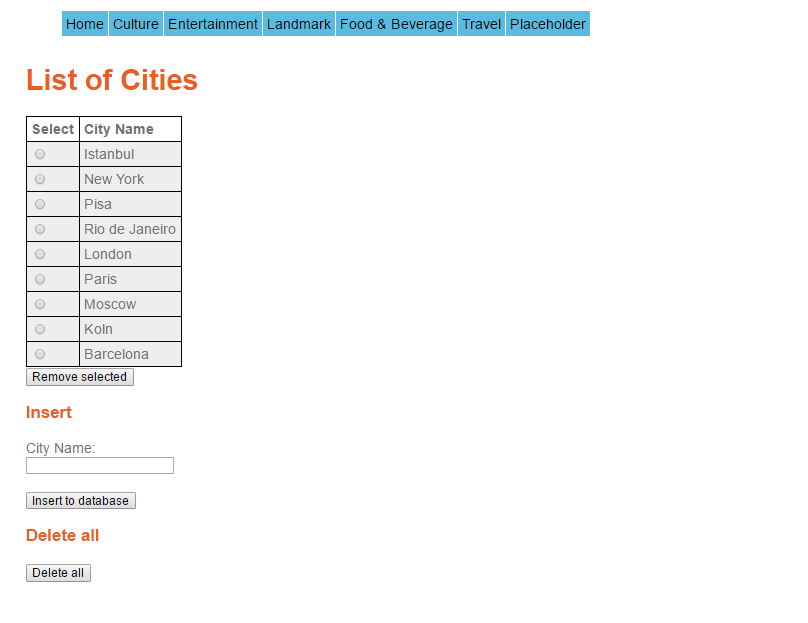 Home Culture Entertainment Landmark Food & Beverage Travel Placeholder
List of Cities
Select City Name
Istanbul
New York
Pisa
Rio de Janeiro
London
Paris
Moscow
Koln
Barcelona
Remove selected
Insert
City Name:
Insert to database
Delete all
Delete all